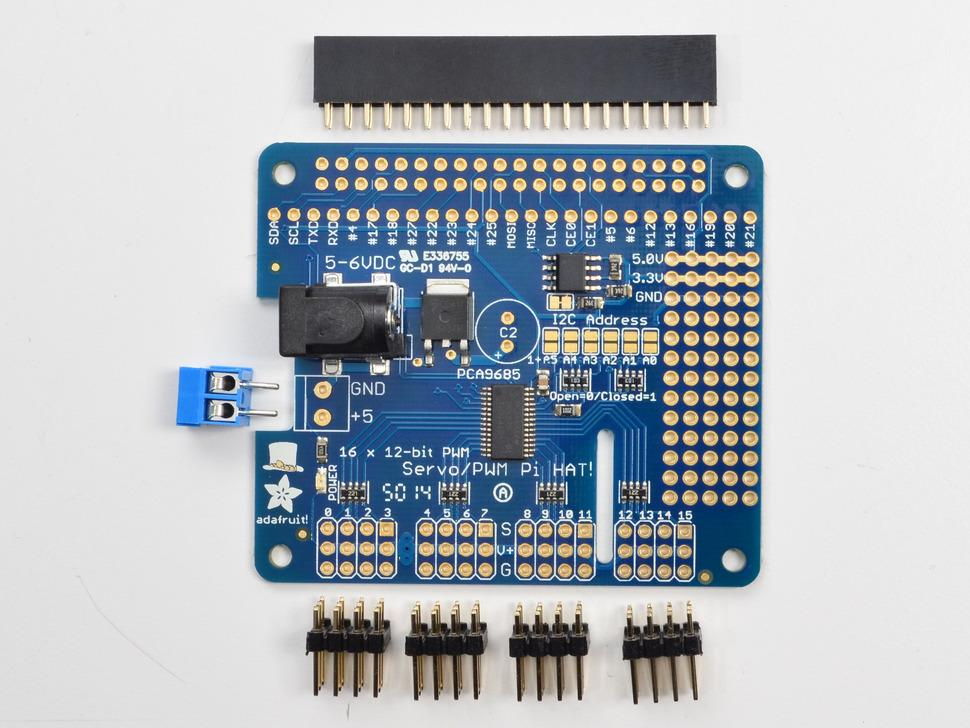 SDA SCL TXD RXD #4 #17 #18 #27 #22 #23 #24 #25 MOSI MISO CLK CE0 CE1 #5 #6 #12 #13 #16 #19 #20 #21
5-6VDC
E336755
GC-D1 94V-0
5.0V
3.3V
GND
I2C Address
C2
+
1+A5 A4 A3 A2 A1 A0
PCA9685
Open=0/Closed=1
GND
+5
16 x 12-bit PWM
Servo/PWM Pi HAT!
POWER
5014
A
adafruit!
0 1 2 3 4 5 6 7 8 9 10 11 12 13 14 15
S
V+
G